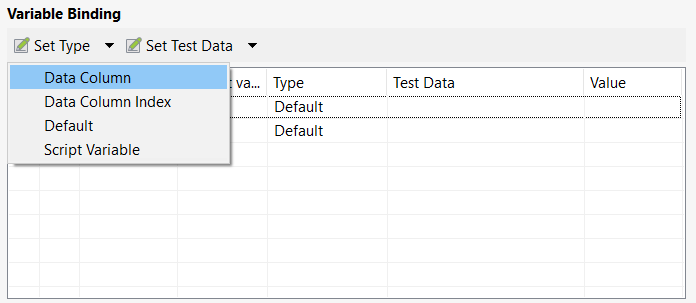 Variable Binding
Set Type Set Test Data
Data Column
va... Type Test Data Value
Data Column Index
Default
Default
Default
Script Variable